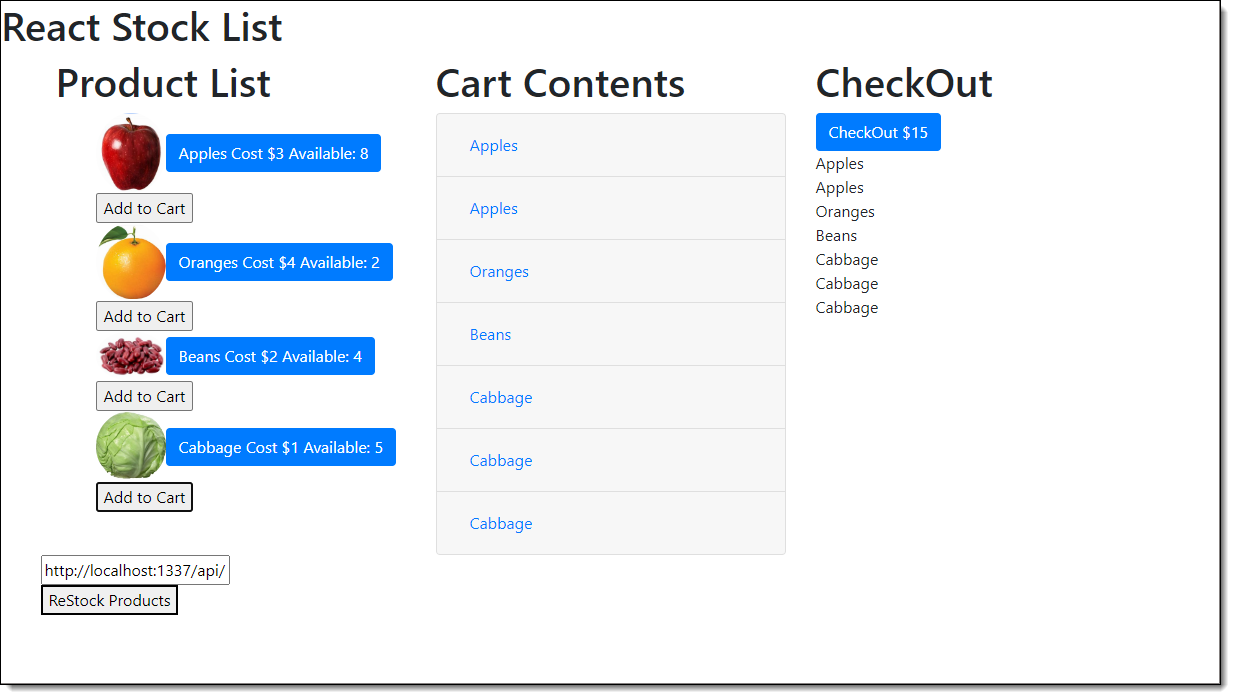 React Stock List
Product List
Apples Cost $3 Available: 8
Add to Cart
Oranges Cost $4 Available: 2
Add to Cart
Beans Cost $2 Available: 4
Add to Cart
Cabbage Cost $1 Available: 5
Add to Cart
http://localhost:1337/api/
ReStock Products
Cart Contents
Apples
Apples
Oranges
Beans
Cabbage
Cabbage
Cabbage
CheckOut
CheckOut $15
Apples
Apples
Oranges
Beans
Cabbage
Cabbage
Cabbage